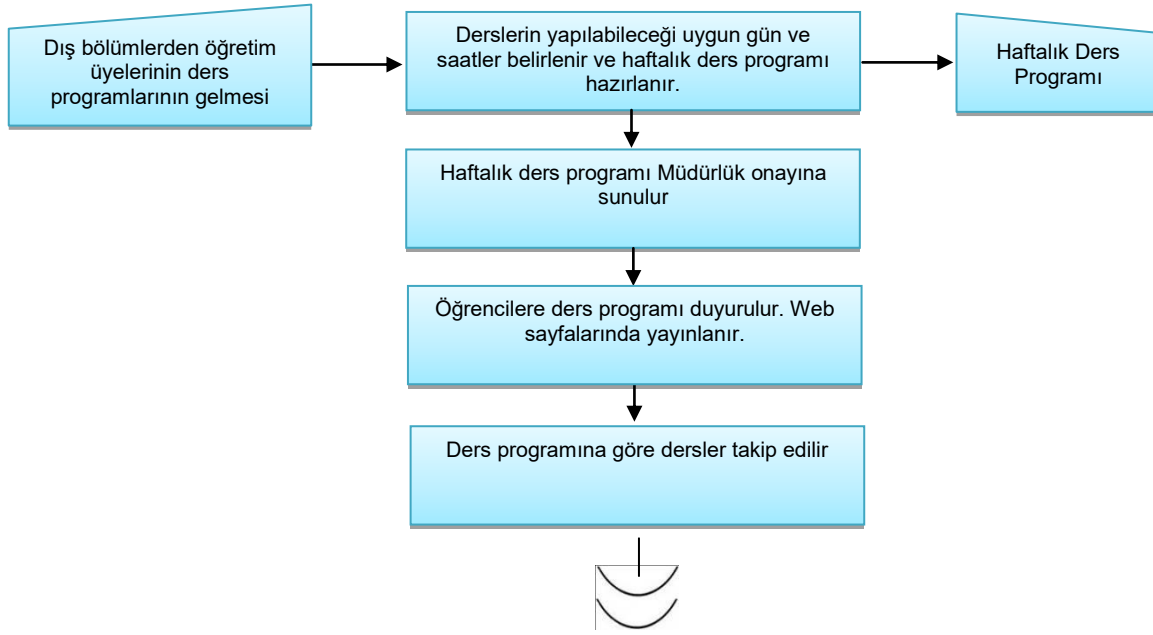 Dış bölümlerden öğretim
üyelerinin ders
programlarının gelmesi
Derslerin yapılabileceği uygun gün ve
saatler belirlenir ve haftalık ders programı
hazırlanır.
Haftalık Ders
Programı
Haftalık ders programı Müdürlük onayına
sunulur
Öğrencilere ders programı duyurulur. Web
sayfalarında yayınlanır.
Ders programına göre dersler takip edilir